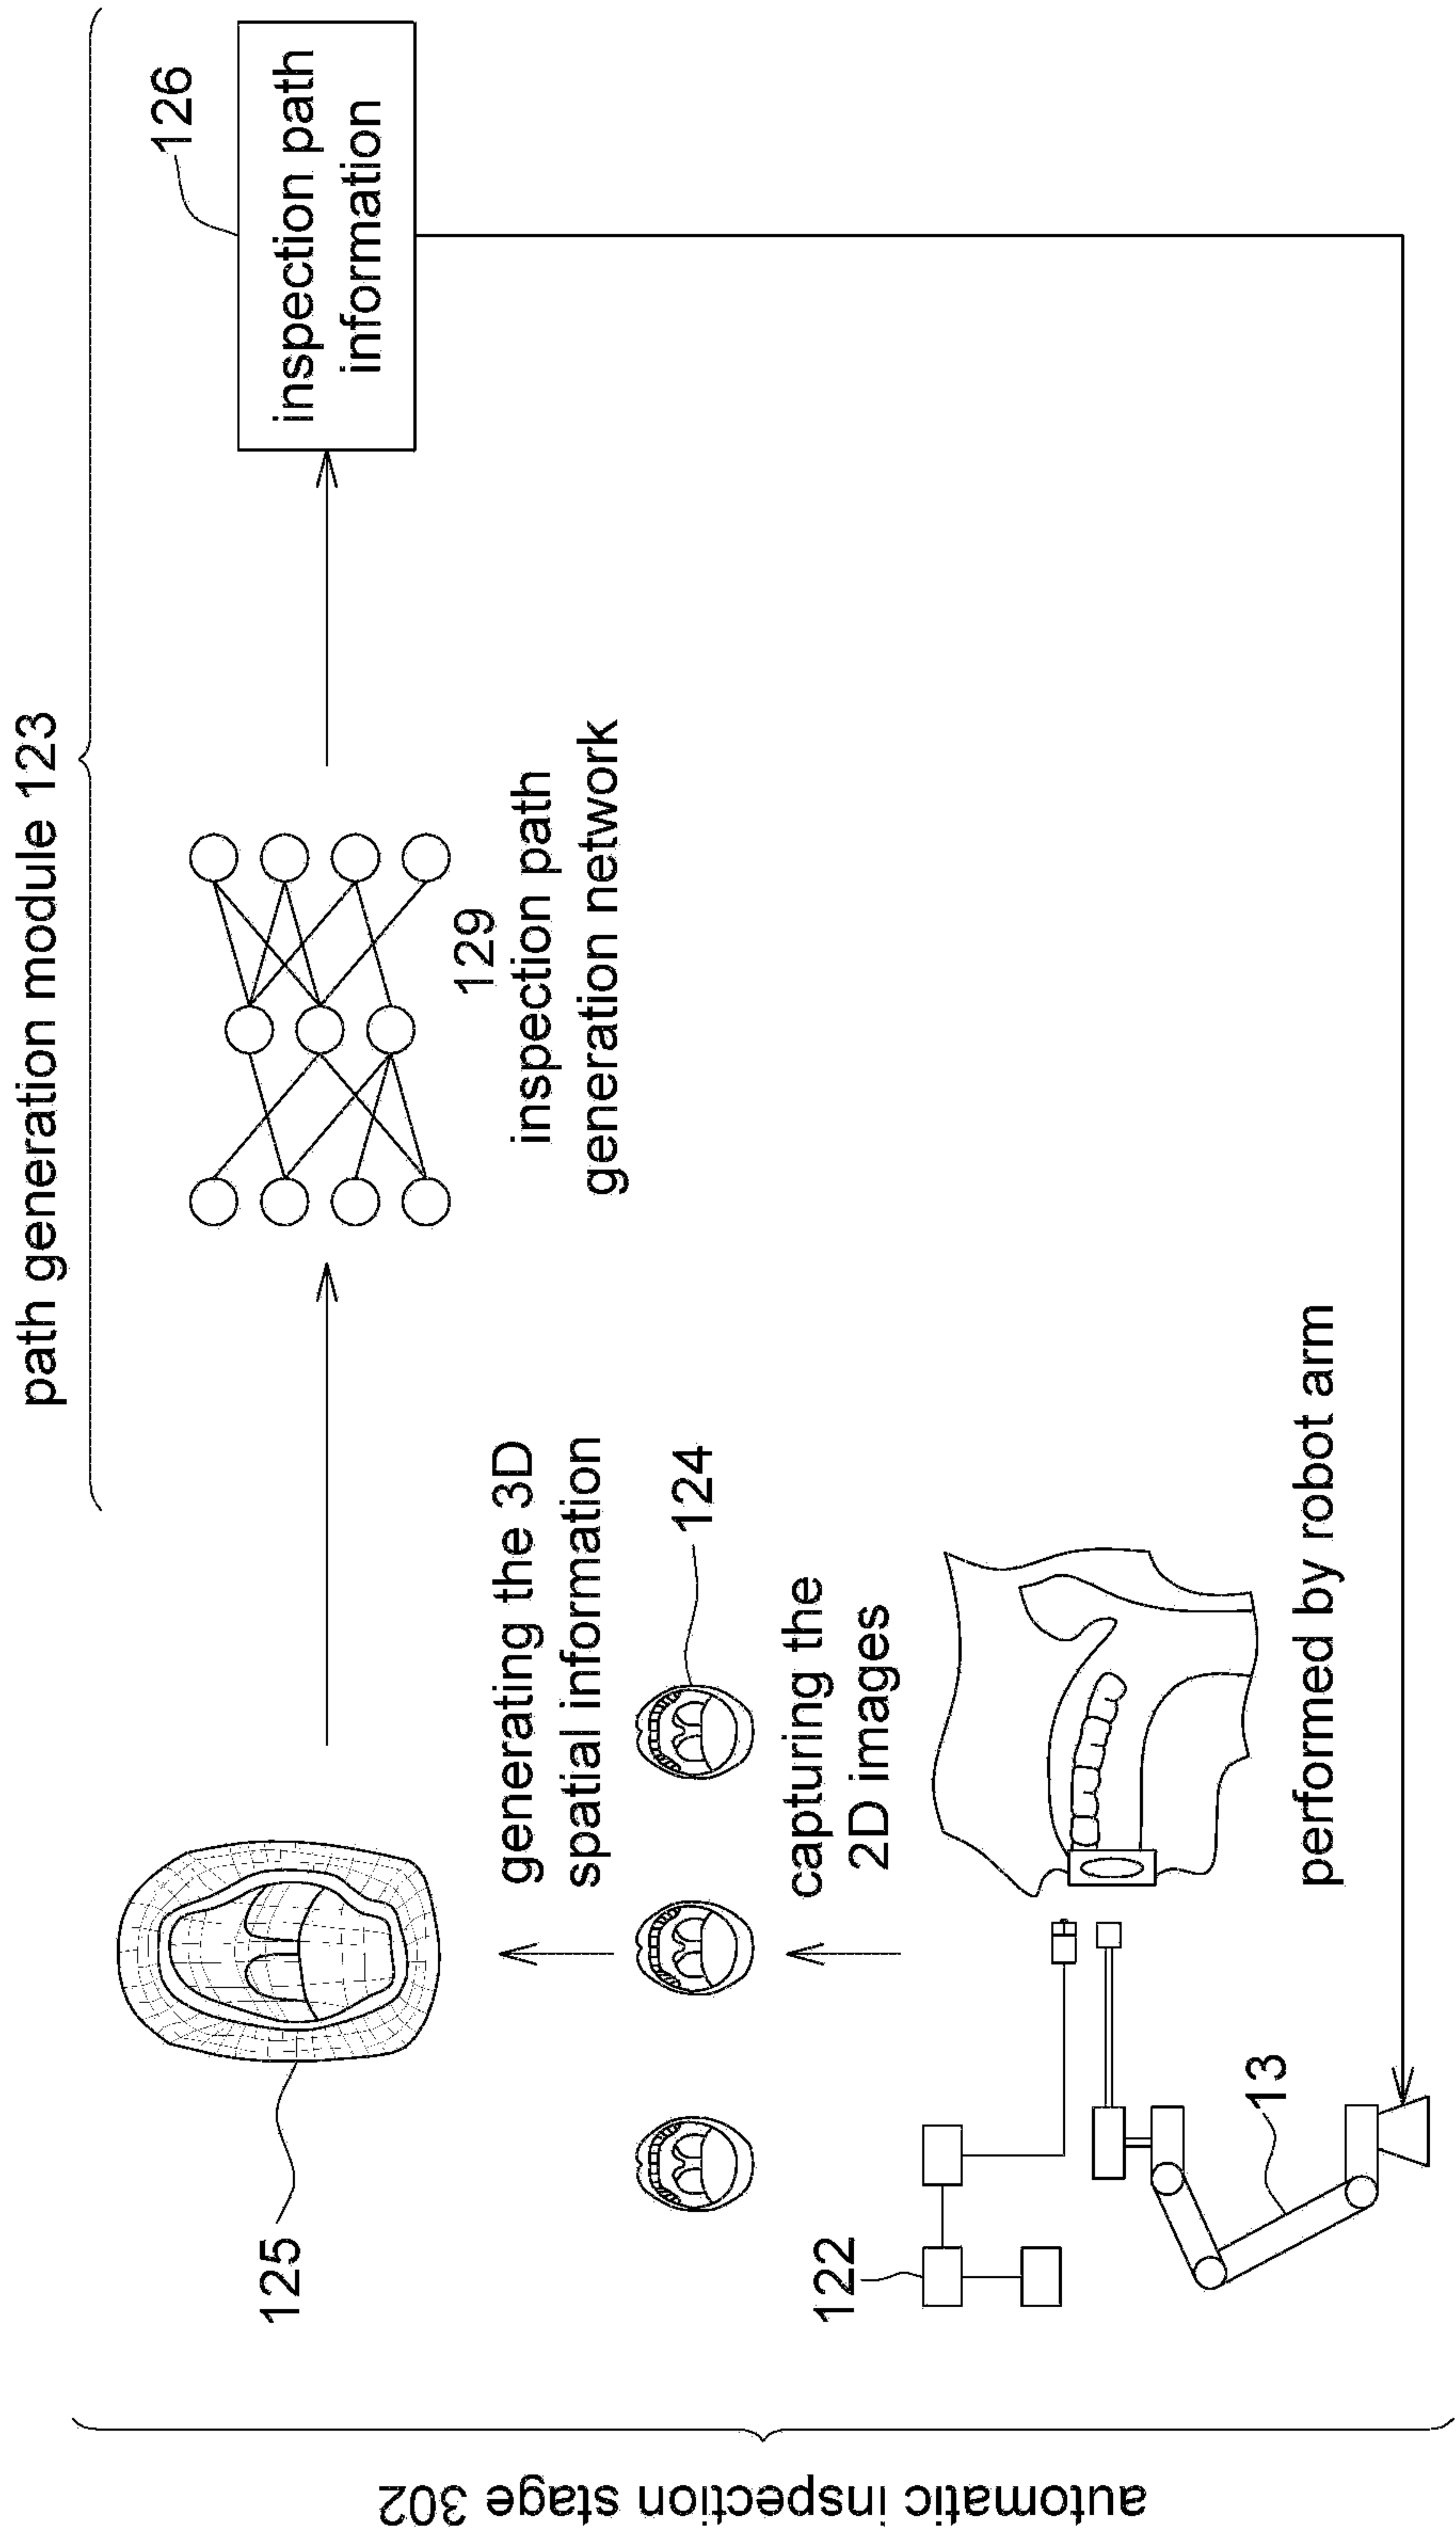 path generation module 123
126
inspection path
information
129
inspection path
generation network
125
generating the 3D
spatial information
124
capturing the
2D images
122
13
performed by robot arm
automatic inspection stage 302